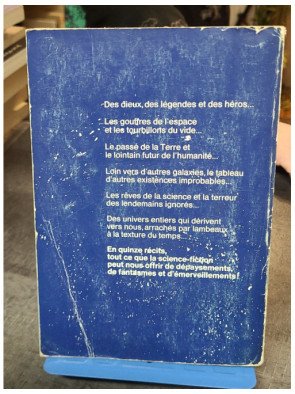 Des dieux, des légendes et des héros...
Les gouffres de l'espace
et les tourbillons du vide...
Le passé de la Terre et
le lointain futur de l'humanité...
Loin vers d'autres galaxies, le tableau
d'autres existences improbables...
Les rêves de la science et la terreur
des lendemains ignorés...
Des univers entiers qui dérivent
vers nous, arrachés par lambeaux
à la texture du temps...
En quinze récits,
tout ce que la science-fiction
peut nous offrir de dépaysements,
de fantasmes et d'émerveillements!